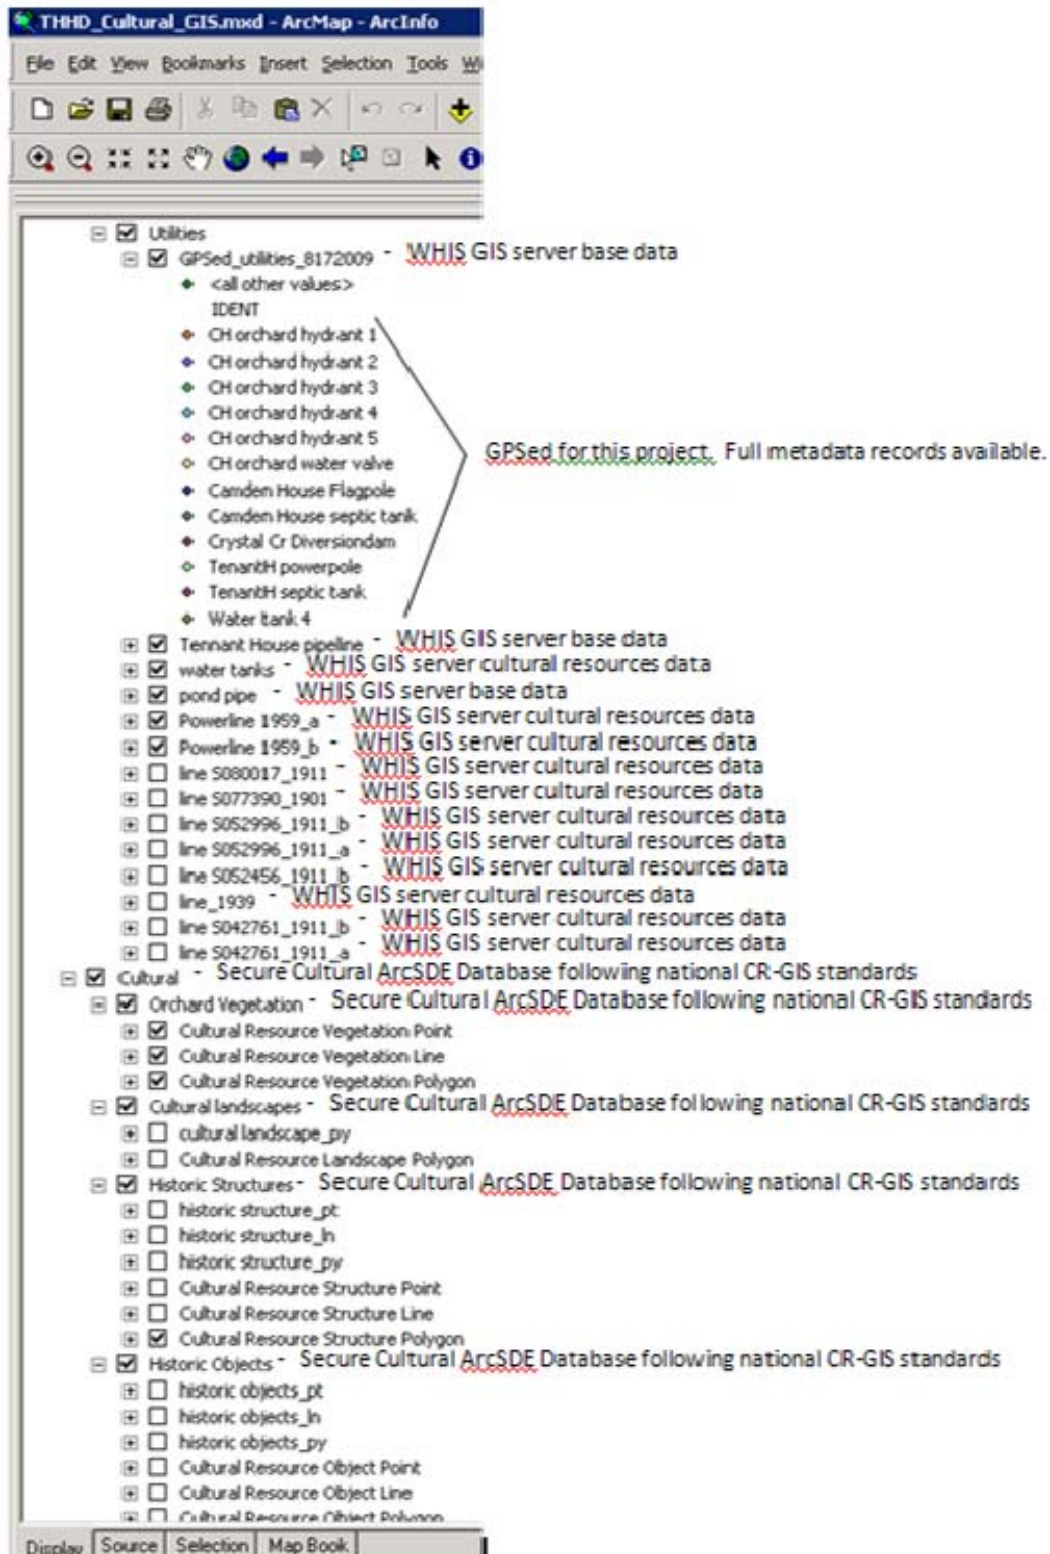 THHD_Cultural_GIS.mxd - ArcMap - ArcInfo
File Edit View Bookmarks Insert Selection Tools Wi
Utilities
GPSed_utilities_8172009 - WHIS GIS server base data
<all other values>
IDENT
CH orchard hydrant 1
CH orchard hydrant 2
CH orchard hydrant 3
CH orchard hydrant 4
CH orchard hydrant 5
GPSed for this project. Full metadata records available.
CH orchard water valve
Camden House Flagpole
Camden House septic tank
Crystal Cr Diversiondam
TenantH powerpole
TenantH septic tank
Water tank 4
Tennant House pipeline - WHIS GIS server base data
water tanks - WHIS GIS server cultural resources data
pond pipe - WHIS GIS server base data
Powerline 1959_a - WHIS GIS server cultural resources data
Powerline 1959_b - WHIS GIS server cultural resources data
line S080017_1911 - WHIS GIS server cultural resources data
line S077390_1901 - WHIS GIS server cultural resources data
line S052996_1911_b - WHIS GIS server cultural resources data
line S052996_1911_a - WHIS GIS server cultural resources data
line S052456_1911_b - WHIS GIS server cultural resources data
line_1939 - WHIS GIS server cultural resources data
line S042761_1911_b - WHIS GIS server cultural resources data
line S042761_1911_a - WHIS GIS server cultural resources data
Cultural - Secure Cultural ArcSDE Database following national CR-GIS standards
Orchard Vegetation - Secure Cultural ArcSDE Database following national CR-GIS standards
Cultural Resource Vegetation Point
Cultural Resource Vegetation Line
Cultural Resource Vegetation Polygon
Cultural landscapes - Secure Cultural ArcSDE Database following national CR-GIS standards
cultural landscape_py
Cultural Resource Landscape Polygon
Historic Structures - Secure Cultural ArcSDE Database following national CR-GIS standards
historic structure_pt
historic structure_ln
historic structure_py
Cultural Resource Structure Point
Cultural Resource Structure Line
Cultural Resource Structure Polygon
Historic Objects - Secure Cultural ArcSDE Database following national CR-GIS standards
historic objects_pt
historic objects_ln
historic objects_py
Cultural Resource Object Point
Cultural Resource Object Line
Cultural Resource Object Polygon
Display Source Selection Map Book